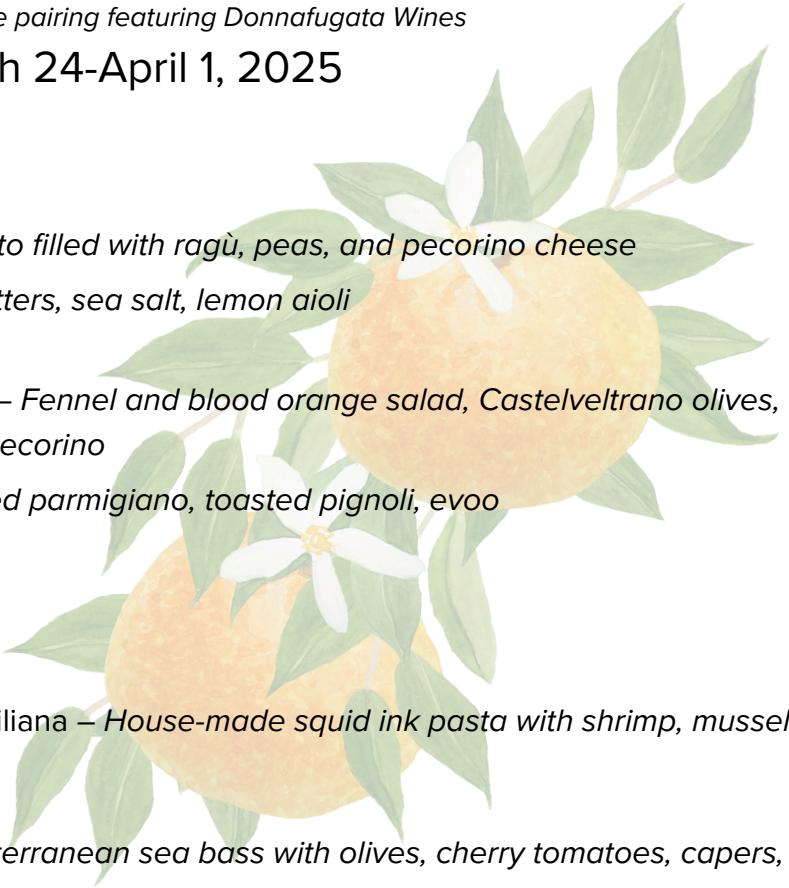 e pairing featuring Donnafugata Wines
h 24-April 1, 2025
to filled with ragù, peas, and pecorino cheese
tters, sea salt, lemon aioli
– Fennel and blood orange salad, Castelveltrano olives,
ecorino
ed parmigiano, toasted pignoli, evoo
iliana – House-made squid ink pasta with shrimp, mussel
terranean sea bass with olives, cherry tomatoes, capers,